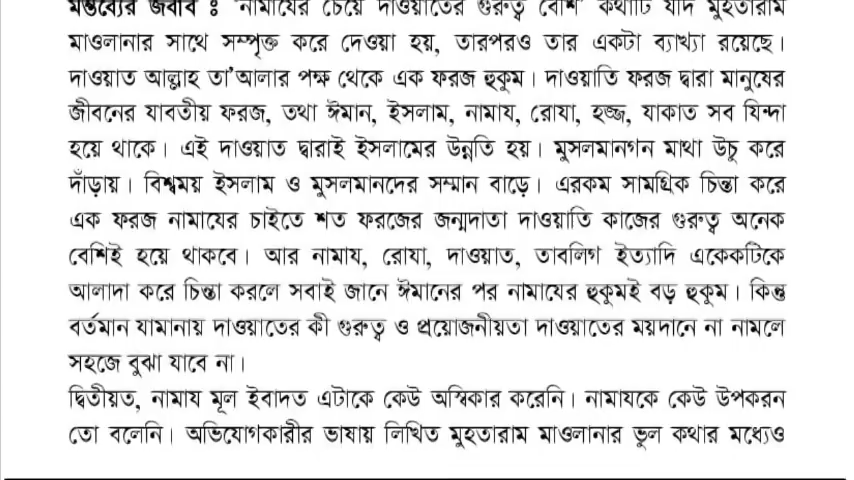 মন্তব্যের জবাব : 'নামাযের চেয়ে দাওয়াতের গুরুত্ব বেশি' কথাটি যদি মুহতারাম
মাওলানার সাথে সম্পৃক্ত করে দেওয়া হয়, তারপরও তার একটা ব্যাখ্যা রয়েছে।
দাওয়াত আল্লাহ তা'আলার পক্ষ থেকে এক ফরজ হুকুম। দাওয়াতি ফরজ দ্বারা মানুষের
জীবনের যাবতীয় ফরজ, তথা ঈমান, ইসলাম, নামায, রোযা, হজ্জ, যাকাত সব যিন্দা
হয়ে থাকে। এই দাওয়াত দ্বারাই ইসলামের উন্নতি হয়। মুসলমানগন মাথা উচু করে
দাঁড়ায়। বিশ্বময় ইসলাম ও মুসলমানদের সম্মান বাড়ে। এরকম সামগ্রিক চিন্তা করে
এক ফরজ নামাযের চাইতে শত ফরজের জন্মদাতা দাওয়াতি কাজের গুরুত্ব অনেক
বেশিই হয়ে থাকবে। আর নামায, রোযা, দাওয়াত, তাবলিগ ইত্যাদি একেকটিকে
আলাদা করে চিন্তা করলে সবাই জানে ঈমানের পর নামাযের হুকুমই বড় হুকুম। কিন্তু
বর্তমান যামানায় দাওয়াতের কী গুরুত্ব ও প্রয়োজনীয়তা দাওয়াতের ময়দানে না নামলে
সহজে বুঝা যাবে না।
দ্বিতীয়ত, নামায মূল ইবাদত এটাকে কেউ অস্বিকার করেনি। নামাযকে কেউ উপকরন
তো বলেনি। অভিযোগকারীর ভাষায় লিখিত মুহতারাম মাওলানার ভুল কথার মধ্যেও